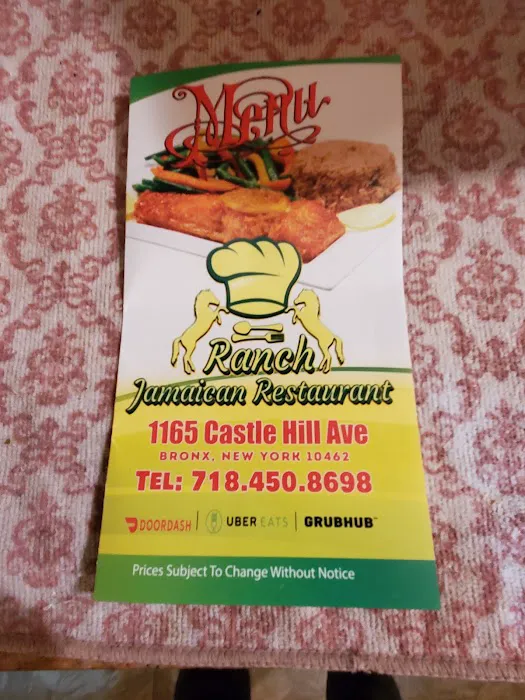 Menu
Ranch
Jamaican Restaurant
1165 Castle Hill Ave
BRONX, NEW YORK 10462
TEL: 718.450.8698
DOORDASH | UBER EATS | GRUBHUB™
Prices Subject To Change Without Notice